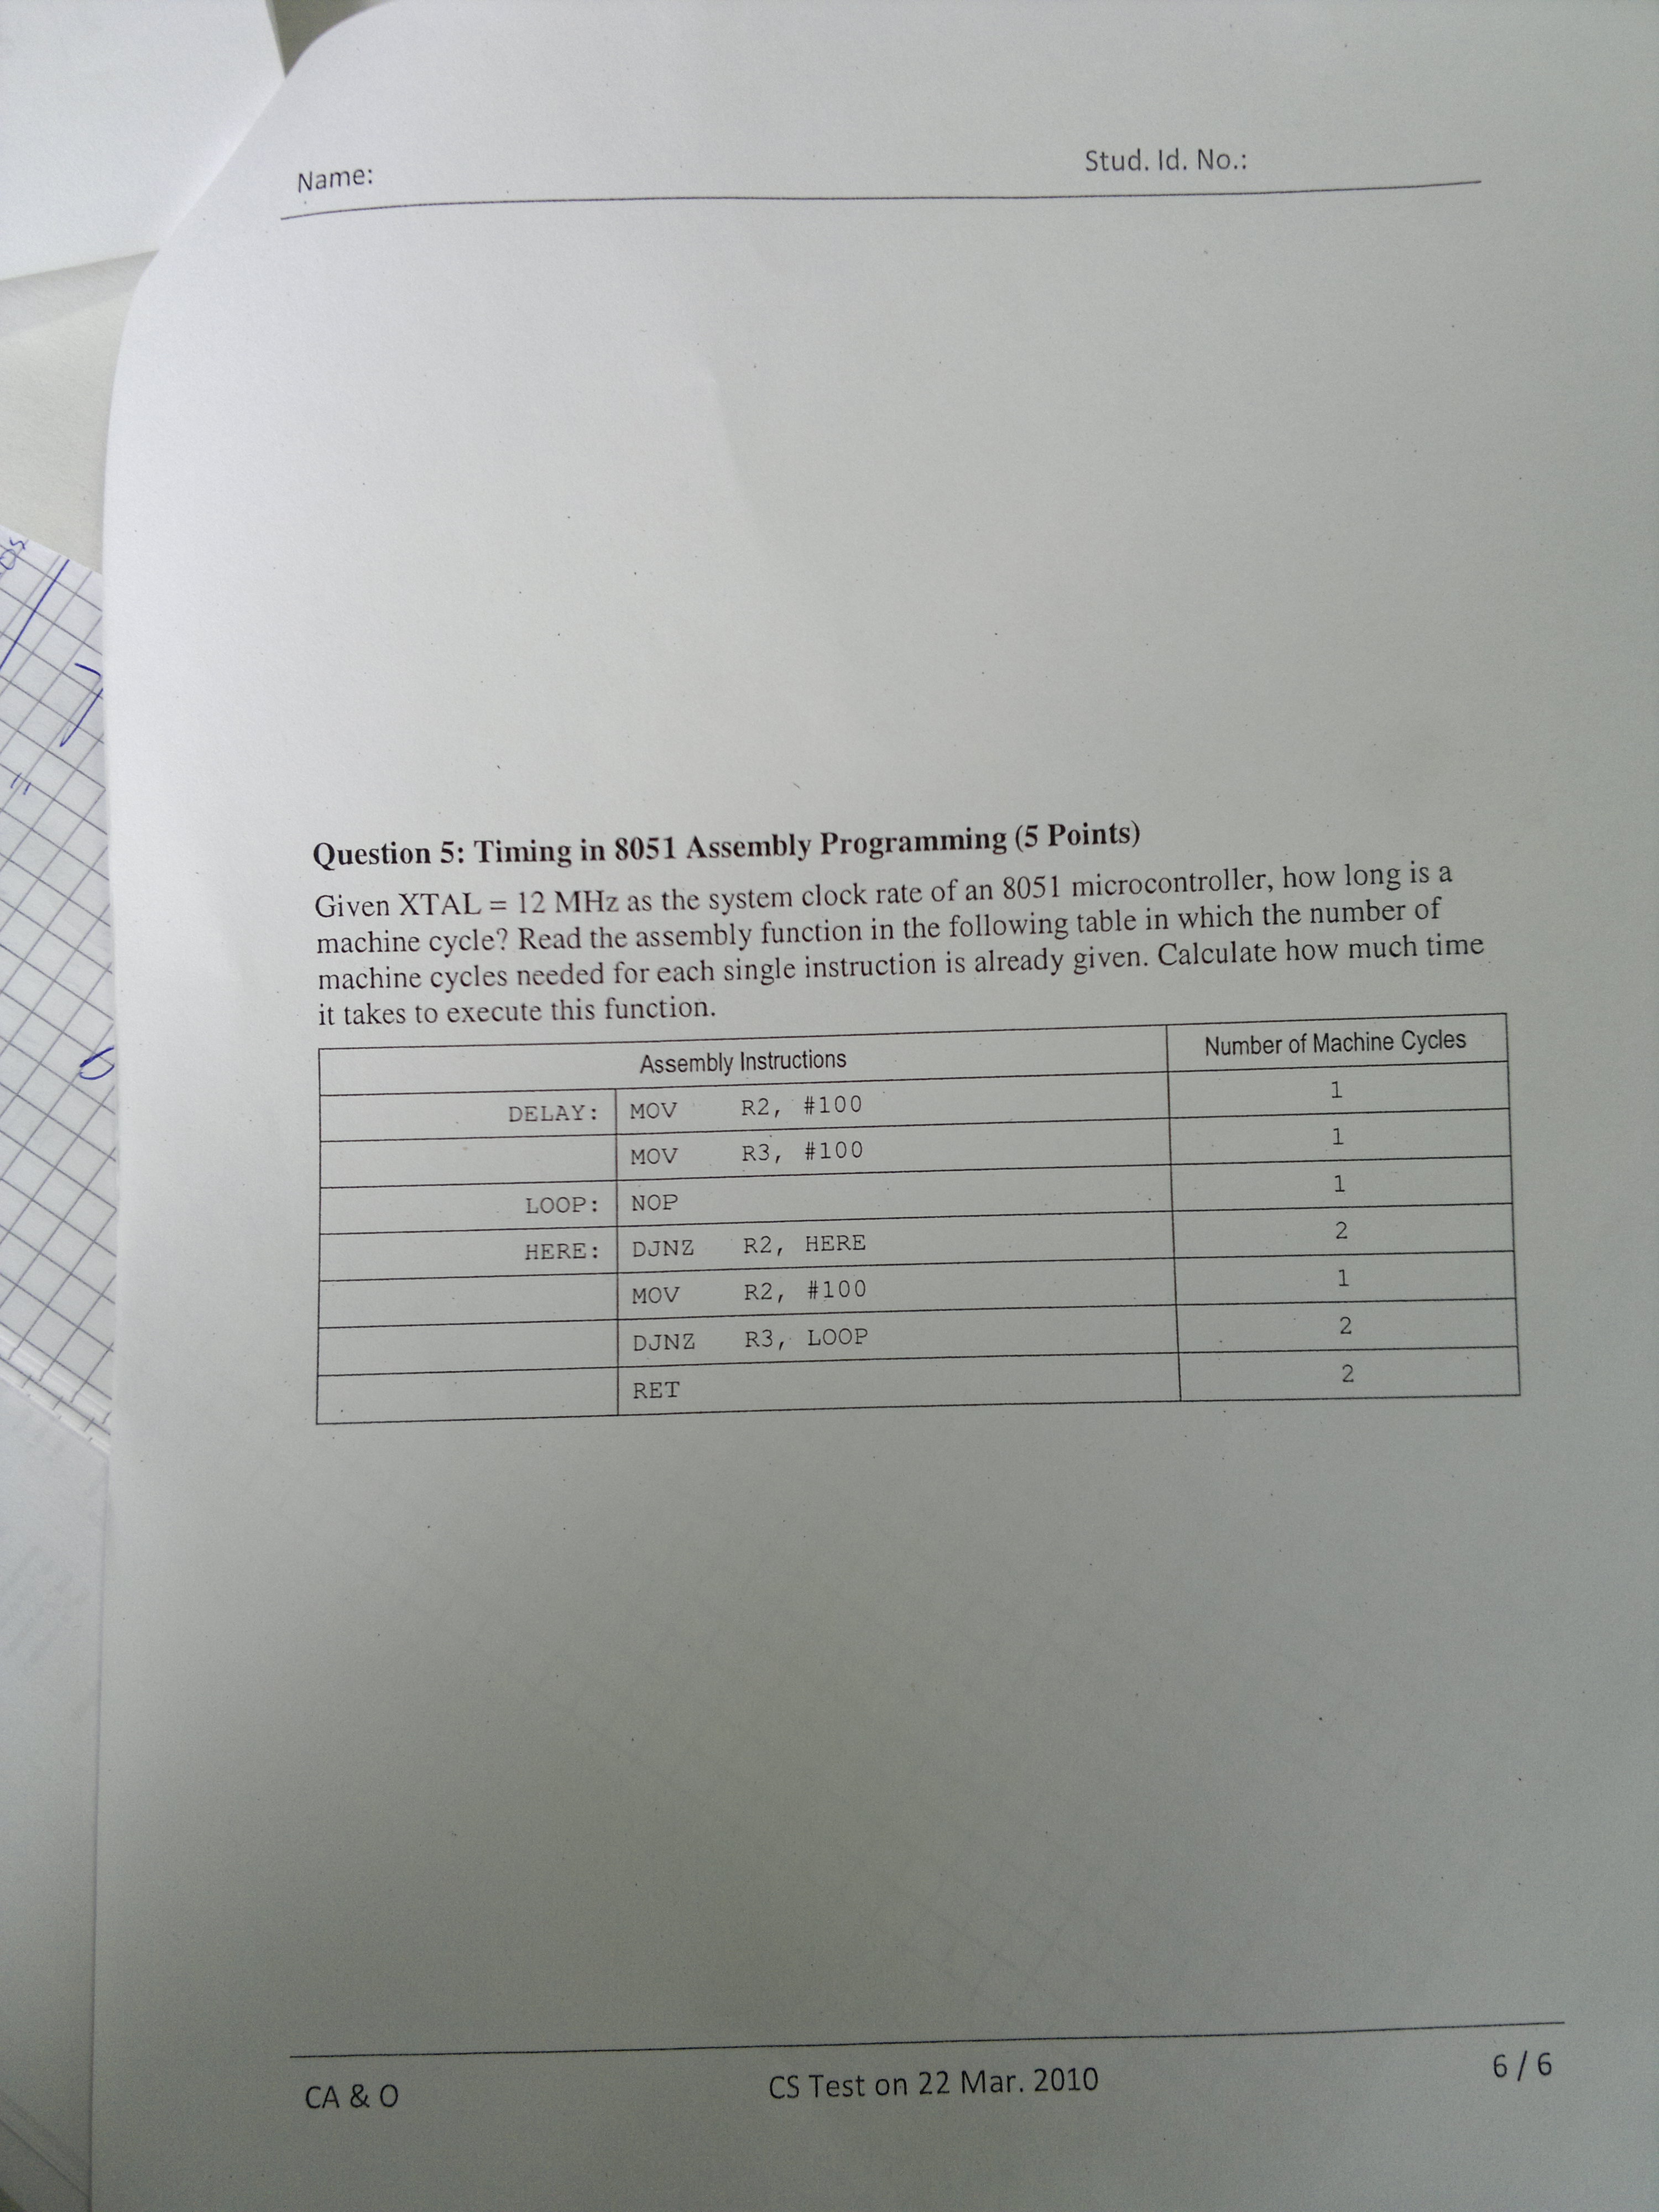 Name: Stud. Id. No.:
Question 5: Timing in 8051 Assembly Programming (5 Points)
Given XTAL = 12 MHz as the system clock rate of an 8051 microcontroller, how long is a
machine cycle? Read the assembly function in the following table in which the number of
machine cycles needed for each single instruction is already given. Calculate how much time
it takes to execute this function.
Assembly Instructions Number of Machine Cycles
DELAY: MOV R2, #100 1
MOV R3, #100 1
LOOP: NOP 1
HERE: DJNZ R2, HERE 2
MOV R2, #100 1
DJNZ R3, LOOP 2
RET 2
CA & O CS Test on 22 Mar. 2010 6 / 6